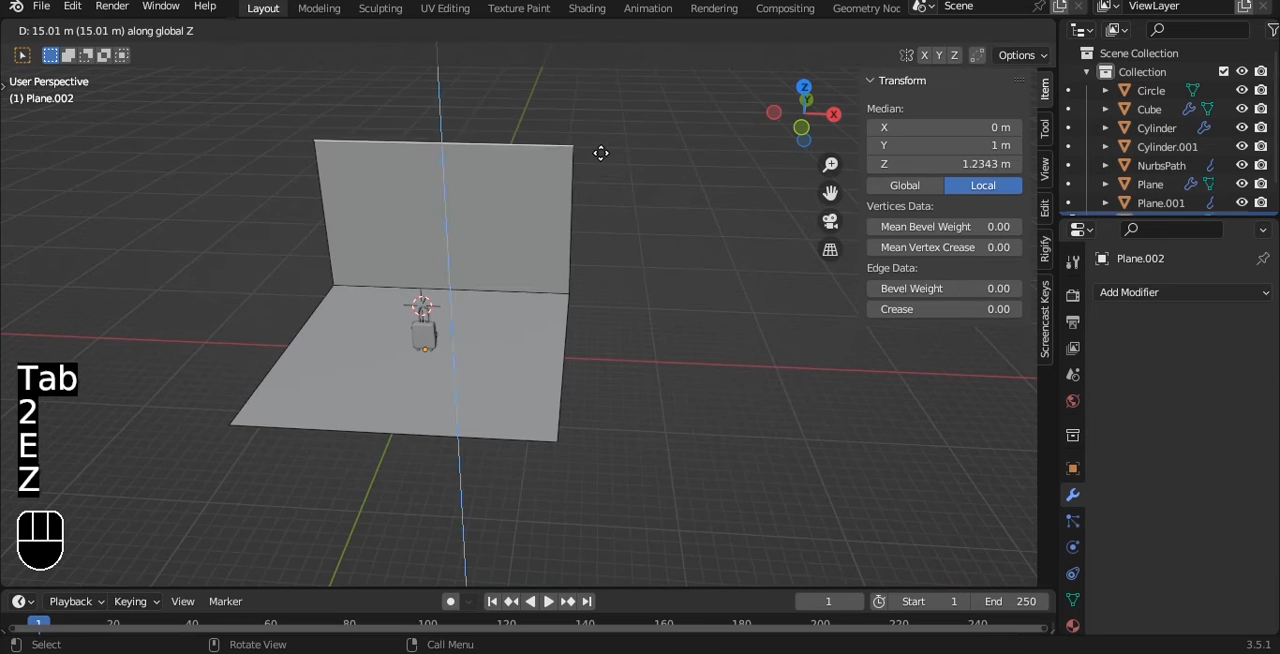 File Edit Render Window Help Layout Modeling Sculpting UV Editing Texture Paint Shading Animation Rendering Compositing Geometry Noc Scene ViewLayer
D: 15.01 m (15.01 m) along global Z
X Y Z Options
User Perspective
(1) Plane.002
Z
Y
X
Transform
Median:
X 0 m
Y 1 m
Z 1.2343 m
Global Local
Vertices Data:
Mean Bevel Weight 0.00
Mean Vertex Crease 0.00
Edge Data:
Bevel Weight 0.00
Crease 0.00
Item
Tool
View
Edit
Rigify
Screencast Keys
Scene Collection
Collection
Circle
Cube
Cylinder
Cylinder.001
NurbsPath
Plane
Plane.001
Plane.002
Add Modifier
Tab
2
E
Z
Playback Keying View Marker 1 Start 1 End 250
1 20 40 60 80 100 120 140 160 180 200 220 240
Select Rotate View Call Menu 3.5.1